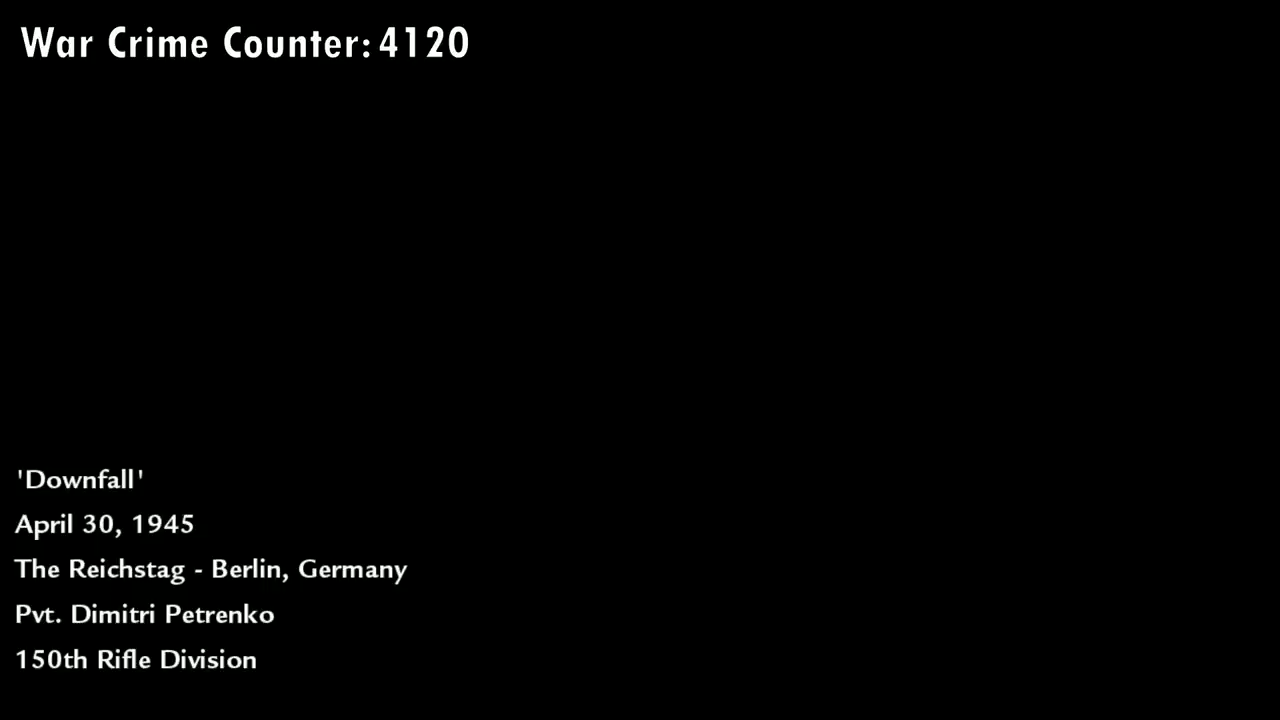 War Crime Counter: 4120
'Downfall'
April 30, 1945
The Reichstag - Berlin, Germany
Pvt. Dimitri Petrenko
150th Rifle Division